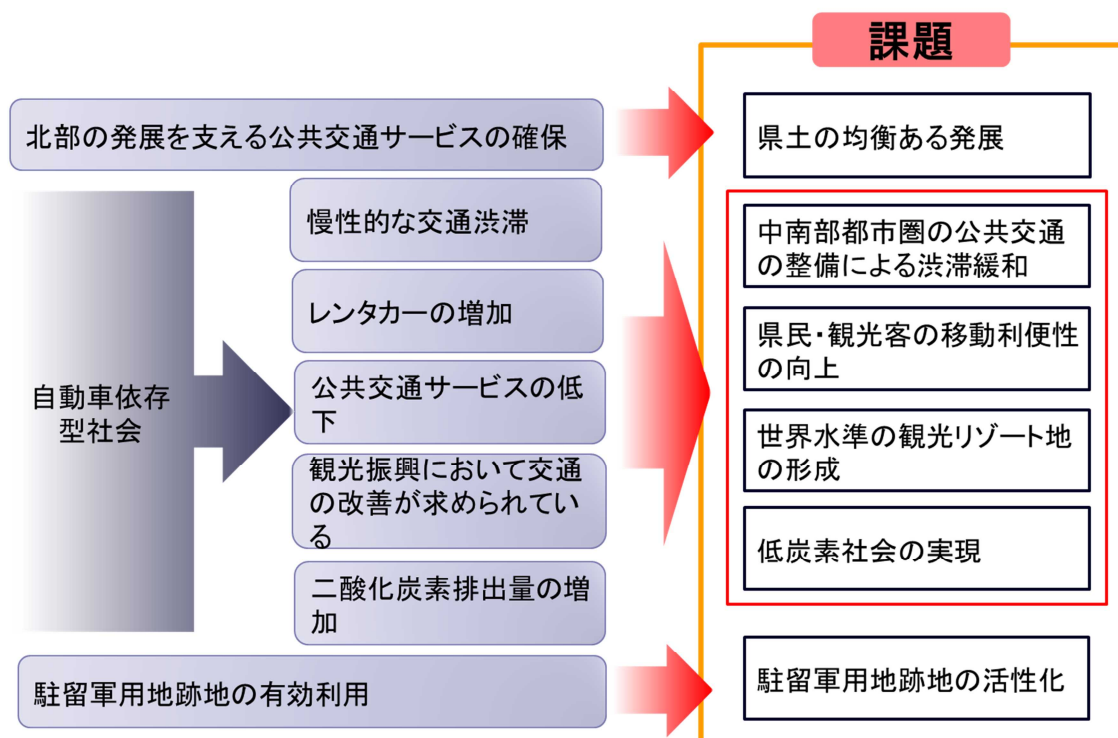 課題
北部の発展を支える公共交通サービスの確保
県土の均衡ある発展
自動車依存
型社会
慢性的な交通渋滞
レンタカーの増加
公共交通サービスの低
下
観光振興において交通
の改善が求められてい
る
二酸化炭素排出量の増
加
中南部都市圏の公共交通
の整備による渋滞緩和
県民・観光客の移動利便性
の向上
世界水準の観光リゾート地
の形成
低炭素社会の実現
駐留軍用地跡地の有効利用
駐留軍用地跡地の活性化